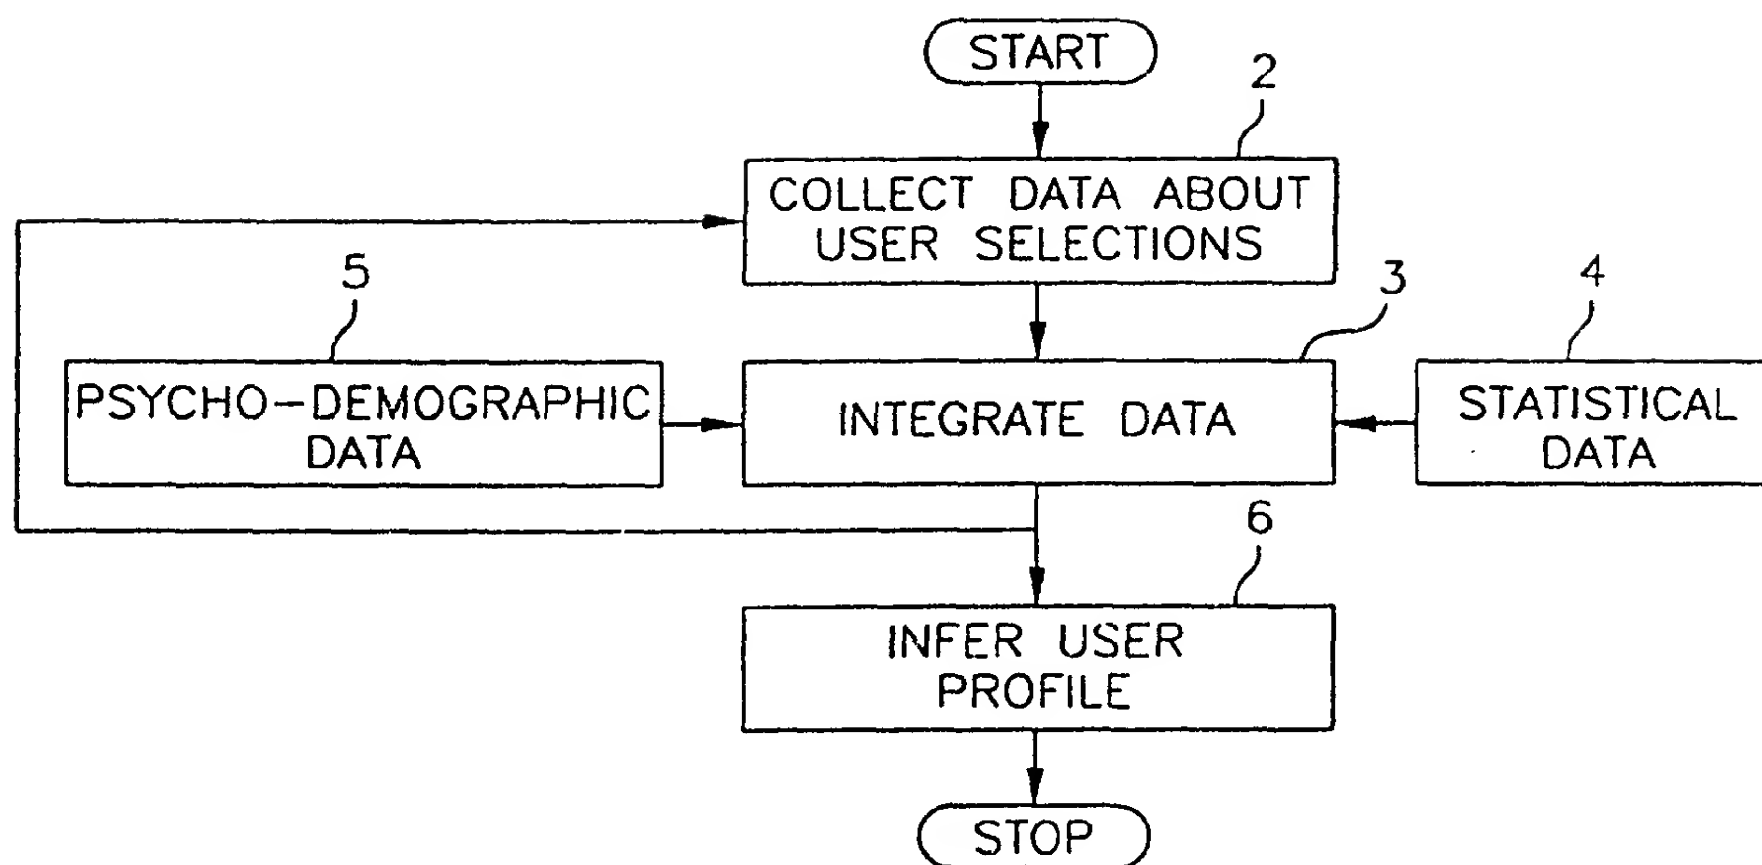 START
2
COLLECT DATA ABOUT
USER SELECTIONS
5
3
4
PSYCHO-DEMOGRAPHIC
DATA
INTEGRATE DATA
STATISTICAL
DATA
6
INFER USER
PROFILE
STOP